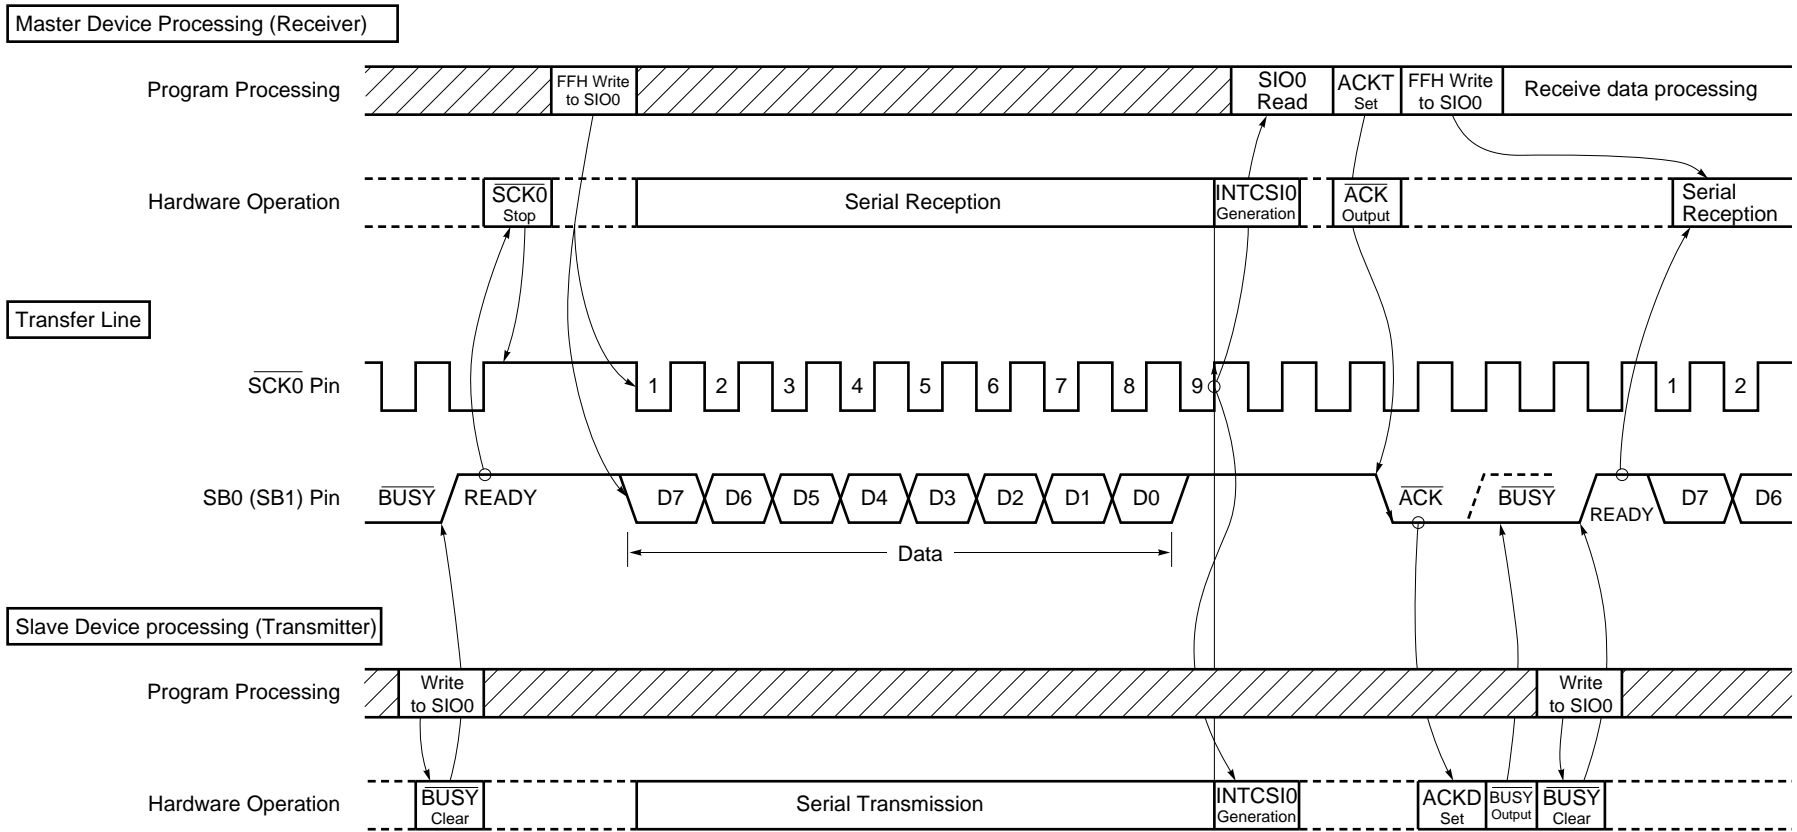 Master Device Processing (Receiver)
Program Processing
FFH Write
to SIO0
SIO0
Read
ACKT
Set
FFH Write
to SIO0
Receive data processing
Hardware Operation
SCK0
Stop
Serial Reception
INTCSI0
Generation
ACK
Output
Serial
Reception
Transfer Line
SCK0 Pin
1 2 3 4 5 6 7 8 9 1 2
SB0 (SB1) Pin
BUSY READY D7 D6 D5 D4 D3 D2 D1 D0 ACK BUSY READY D7 D6
Data
Slave Device processing (Transmitter)
Program Processing
Write
to SIO0
Write
to SIO0
Hardware Operation
BUSY
Clear
Serial Transmission
INTCSI0
Generation
ACKD
Set
BUSY
Output
BUSY
Clear